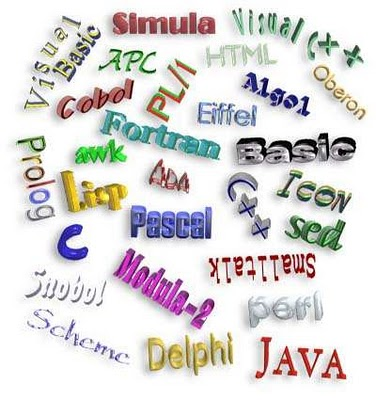 Visual Basic
Simula
Visual C++
APC
HTML
Oberon
Cobol
PL/1
Algol
Eiffel
Fortran
Basic
Prolog
awk
Ada
Lisp
C++
Icon
Pascal
sed
C
Smalltalk
Modula-2
Snobol
perl
Scheme
Delphi
JAVA